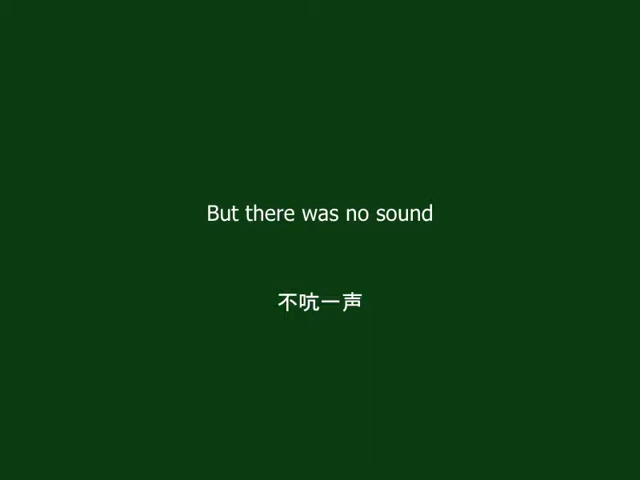 But there was no sound
不吭一声